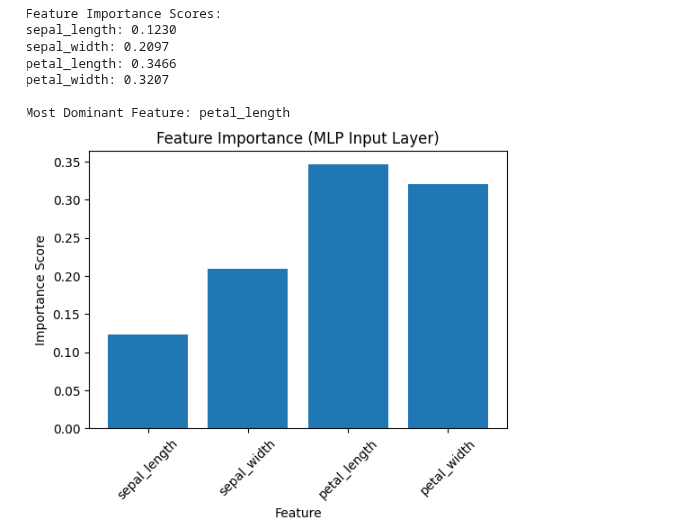 Feature Importance Scores:
sepal_length: 0.1230
sepal_width: 0.2097
petal_length: 0.3466
petal_width: 0.3207
Most Dominant Feature: petal_length
Feature Importance (MLP Input Layer)
Importance Score
0.35
0.30
0.25
0.20
0.15
0.10
0.05
0.00
sepal_length
sepal_width
petal_length
petal_width
Feature